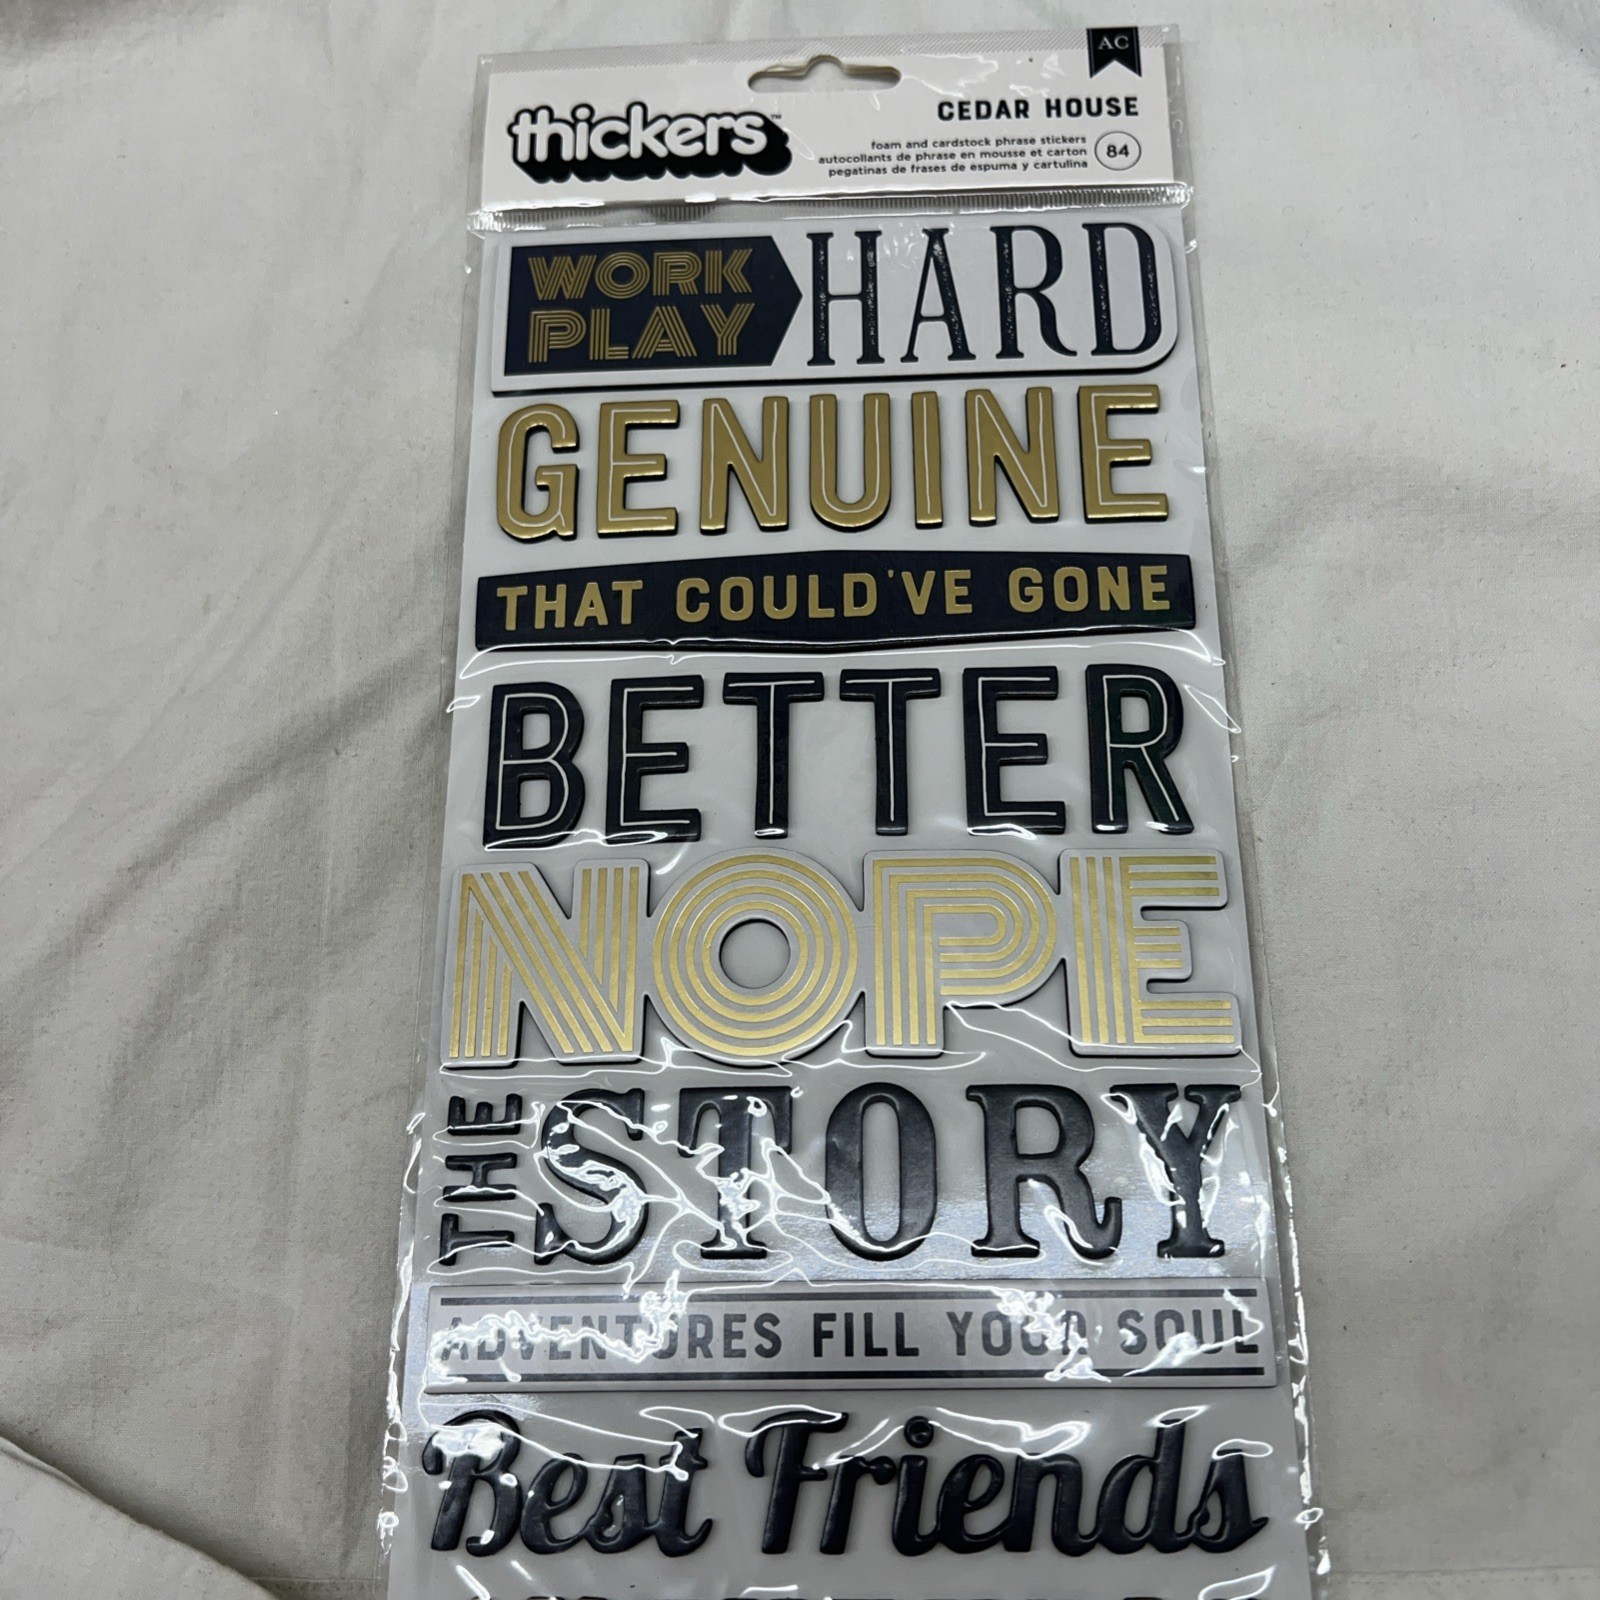 AC
thickers™
CEDAR HOUSE
foam and cardstock phrase stickers
autocollants de phrase en mousse et carton
pegatinas de frases de espuma y cartulina
84
WORK
PLAY
HARD
GENUINE
THAT COULD'VE GONE
BETTER
NOPE
THE STORY
ADVENTURES FILL YOUR SOUL
Best Friends